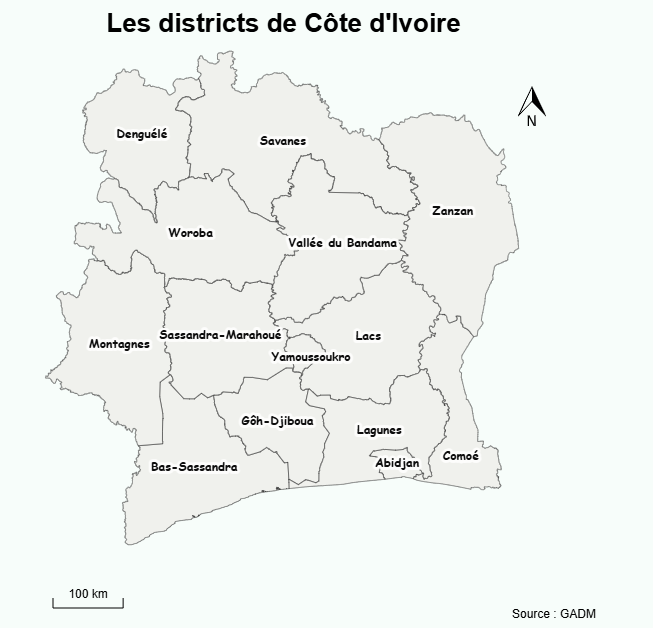 Les districts de Côte d'Ivoire
N
Denguélé
Savanes
Zanzan
Woroba
Vallée du Bandama
Sassandra-Marahoué
Lacs
Montagnes
Yamoussoukro
Gôh-Djiboua
Lagunes
Comoé
Abidjan
Bas-Sassandra
100 km
Source : GADM